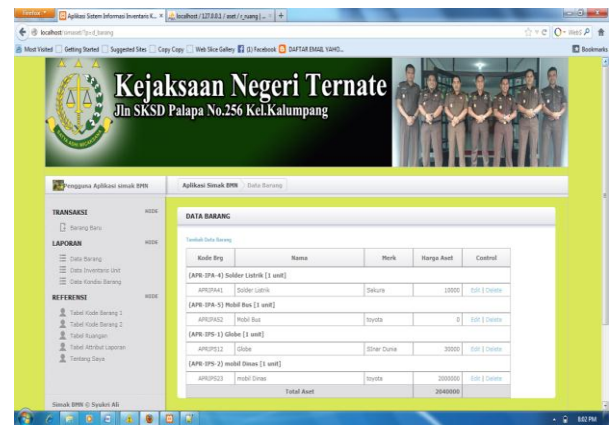 Firefox
Aplikasi Sistem Informasi Inventaris K...
localhost / 127.0.0.1 / aset / r_ruang | ...
localhost/simaset/?p=d_barang
Most Visited Getting Started Suggested Sites Copy Copy Web Slice Gallery (1) Facebook DAFTAR EMAIL YAHO... Bookmarks
Kejaksaan Negeri Ternate
Jln SKSD Palapa No.256 Kel.Kalumpang
Pengguna Aplikasi simak BMN
Aplikasi Simak BMN Data Barang
TRANSAKSI HIDE
Barang Baru
LAPORAN HIDE
Data Barang
Data Inventaris Unit
Data Kondisi Barang
REFERENSI HIDE
Tabel Kode Barang 1
Tabel Kode Barang 2
Tabel Ruangan
Tabel Attribut Laporan
Tentang Saya
Simak BMN © Syukri Ali
DATA BARANG
Tambah Data Barang
Kode Brg Nama Merk Harga Aset Control
(APR-IPA-4) Solder Listrik [1 unit]
APRIPA41 Solder Listrik Sakura 10000 Edit | Delete
(APR-IPA-5) Mobil Bus [1 unit]
APRIPA52 Mobil Bus toyota 0 Edit | Delete
(APR-IPS-1) Globe [1 unit]
APRIPS12 Globe Sinar Dunia 30000 Edit | Delete
(APR-IPS-2) mobil Dinas [1 unit]
APRIPS23 mobil Dinas toyota 2000000 Edit | Delete
Total Aset 2040000
8:02 PM